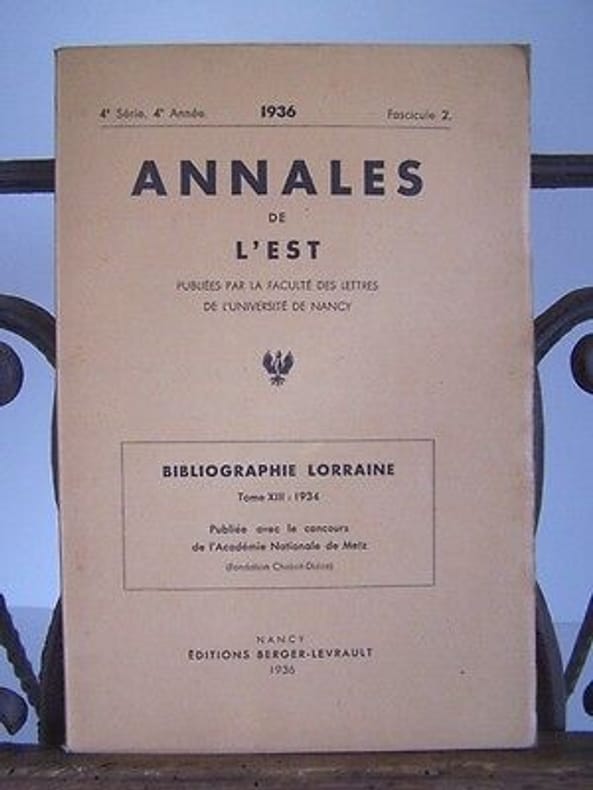 4e Série. 4e Année. 1936 Fascicule 2.
ANNALES
DE
L'EST
PUBLIÉES PAR LA FACULTÉ DES LETTRES
DE L'UNIVERSITÉ DE NANCY
BIBLIOGRAPHIE LORRAINE
Tome XIII : 1934
Publiée avec le concours
de l'Académie Nationale de Metz
(Fondation
NANCY
ÉDITIONS BERGER-LEVRAULT
1936